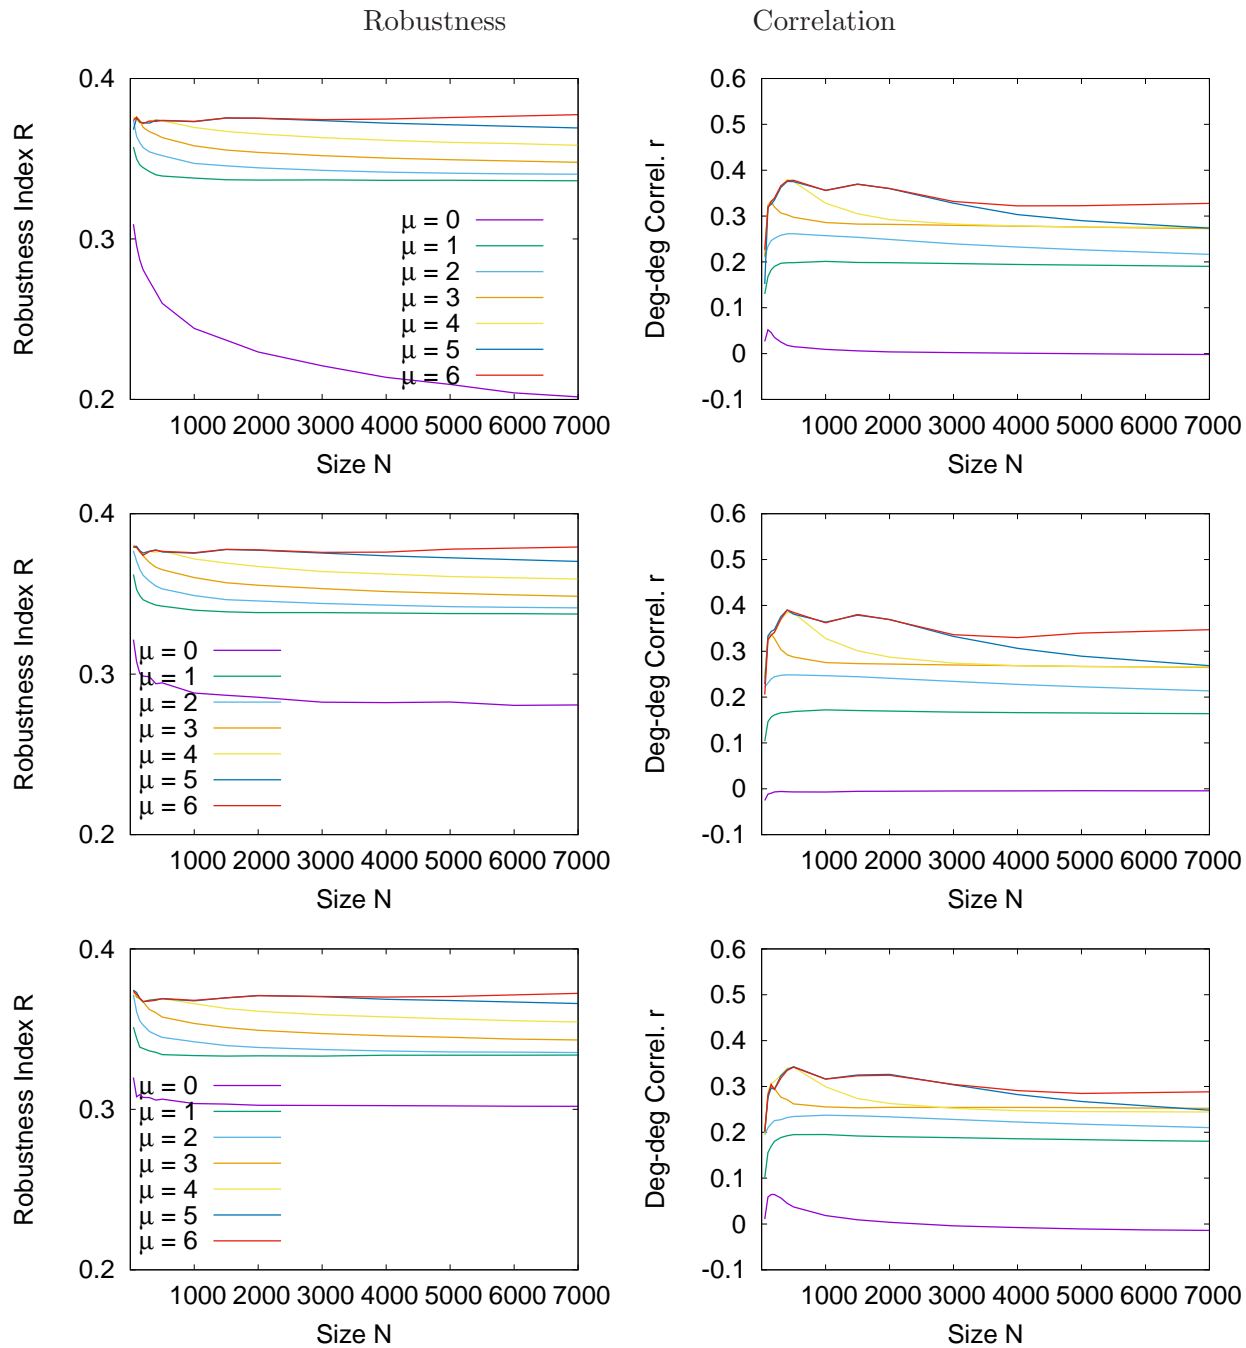 Robustness
Correlation
Robustness Index R
0.4
0.3
0.2
μ = 0
μ = 1
μ = 2
μ = 3
μ = 4
μ = 5
μ = 6
1000 2000 3000 4000 5000 6000 7000
Size N
Deg-deg Correl. r
0.6
0.5
0.4
0.3
0.2
0.1
0
-0.1
1000 2000 3000 4000 5000 6000 7000
Size N
Robustness Index R
0.4
0.3
0.2
μ = 0
μ = 1
μ = 2
μ = 3
μ = 4
μ = 5
μ = 6
1000 2000 3000 4000 5000 6000 7000
Size N
Deg-deg Correl. r
0.6
0.5
0.4
0.3
0.2
0.1
0
-0.1
1000 2000 3000 4000 5000 6000 7000
Size N
Robustness Index R
0.4
0.3
0.2
μ = 0
μ = 1
μ = 2
μ = 3
μ = 4
μ = 5
μ = 6
1000 2000 3000 4000 5000 6000 7000
Size N
Deg-deg Correl. r
0.6
0.5
0.4
0.3
0.2
0.1
0
-0.1
1000 2000 3000 4000 5000 6000 7000
Size N